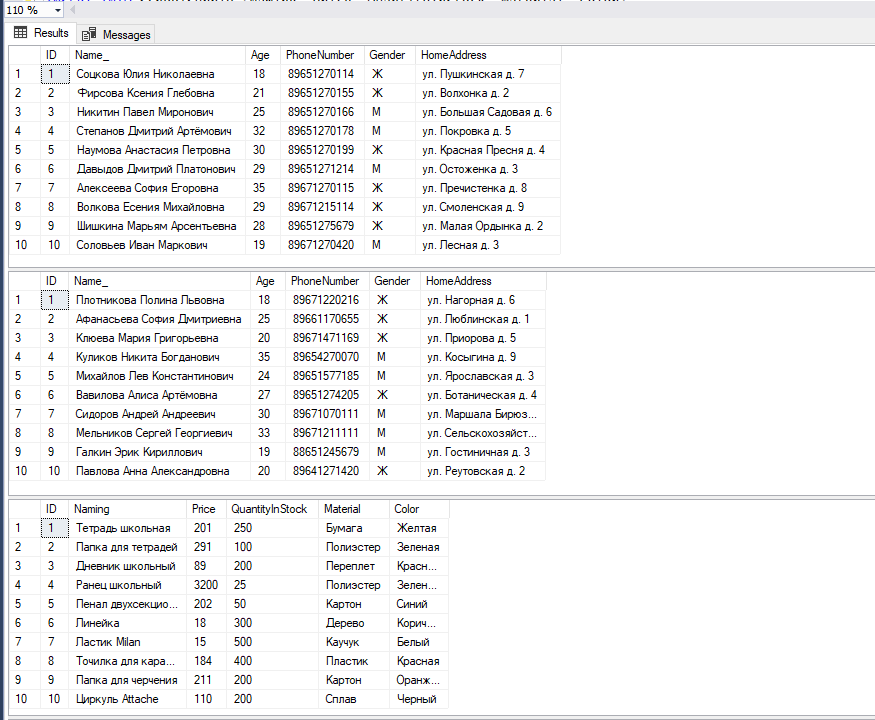 110 %
Results Messages
ID Name_ Age PhoneNumber Gender HomeAddress
1 1 Соцкова Юлия Николаевна 18 89651270114 Ж ул. Пушкинская д. 7
2 2 Фирсова Ксения Глебовна 21 89651270155 Ж ул. Волхонка д. 2
3 3 Никитин Павел Миронович 25 89651270166 М ул. Большая Садовая д. 6
4 4 Степанов Дмитрий Артёмович 32 89651270178 М ул. Покровка д. 5
5 5 Наумова Анастасия Петровна 30 89651270199 Ж ул. Красная Пресня д. 4
6 6 Давыдов Дмитрий Платонович 29 89651271214 М ул. Остоженка д. 3
7 7 Алексеева София Егоровна 35 89671270115 Ж ул. Пречистенка д. 8
8 8 Волкова Есения Михайловна 29 89671215114 Ж ул. Смоленская д. 9
9 9 Шишкина Марьям Арсентьевна 28 89651275679 Ж ул. Малая Ордынка д. 2
10 10 Соловьев Иван Маркович 19 89671270420 М ул. Лесная д. 3
ID Name_ Age PhoneNumber Gender HomeAddress
1 1 Плотникова Полина Львовна 18 89671220216 Ж ул. Нагорная д. 6
2 2 Афанасьева София Дмитриевна 25 89661170655 Ж ул. Люблинская д. 1
3 3 Клюева Мария Григорьевна 20 89671471169 Ж ул. Приорова д. 5
4 4 Куликов Никита Богданович 35 89654270070 М ул. Косыгина д. 9
5 5 Михайлов Лев Константинович 24 89651577185 М ул. Ярославская д. 3
6 6 Вавилова Алиса Артёмовна 27 89651274205 Ж ул. Ботаническая д. 4
7 7 Сидоров Андрей Андреевич 30 89671070111 М ул. Маршала Бирюз...
8 8 Мельников Сергей Георгиевич 33 89671211111 М ул. Сельскохозяйст...
9 9 Галкин Эрик Кириллович 19 88651245679 М ул. Гостиничная д. 3
10 10 Павлова Анна Александровна 20 89641271420 Ж ул. Реутовская д. 2
ID Naming Price QuantityInStock Material Color
1 1 Тетрадь школьная 201 250 Бумага Желтая
2 2 Папка для тетрадей 291 100 Полиэстер Зеленая
3 3 Дневник школьный 89 200 Переплет Красн...
4 4 Ранец школьный 3200 25 Полиэстер Зелен...
5 5 Пенал двухсекцио... 202 50 Картон Синий
6 6 Линейка 18 300 Дерево Корич...
7 7 Ластик Milan 15 500 Каучук Белый
8 8 Точилка для кара... 184 400 Пластик Красная
9 9 Папка для черчения 211 200 Картон Оранж...
10 10 Циркуль Attache 110 200 Сплав Черный